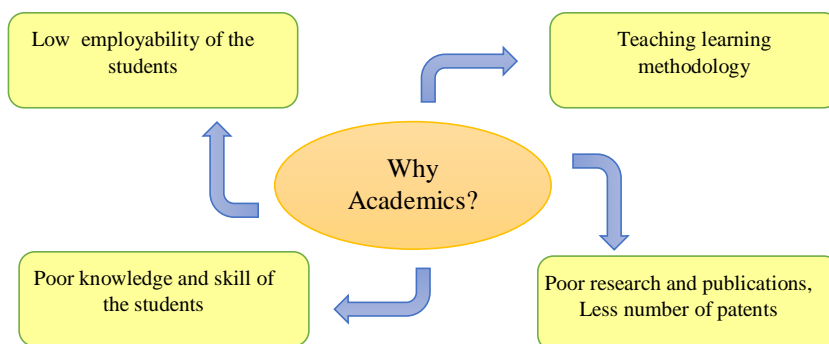 Low employability of the
students
Teaching learning
methodology
Why
Academics?
Poor knowledge and skill of
the students
Poor research and publications,
Less number of patents